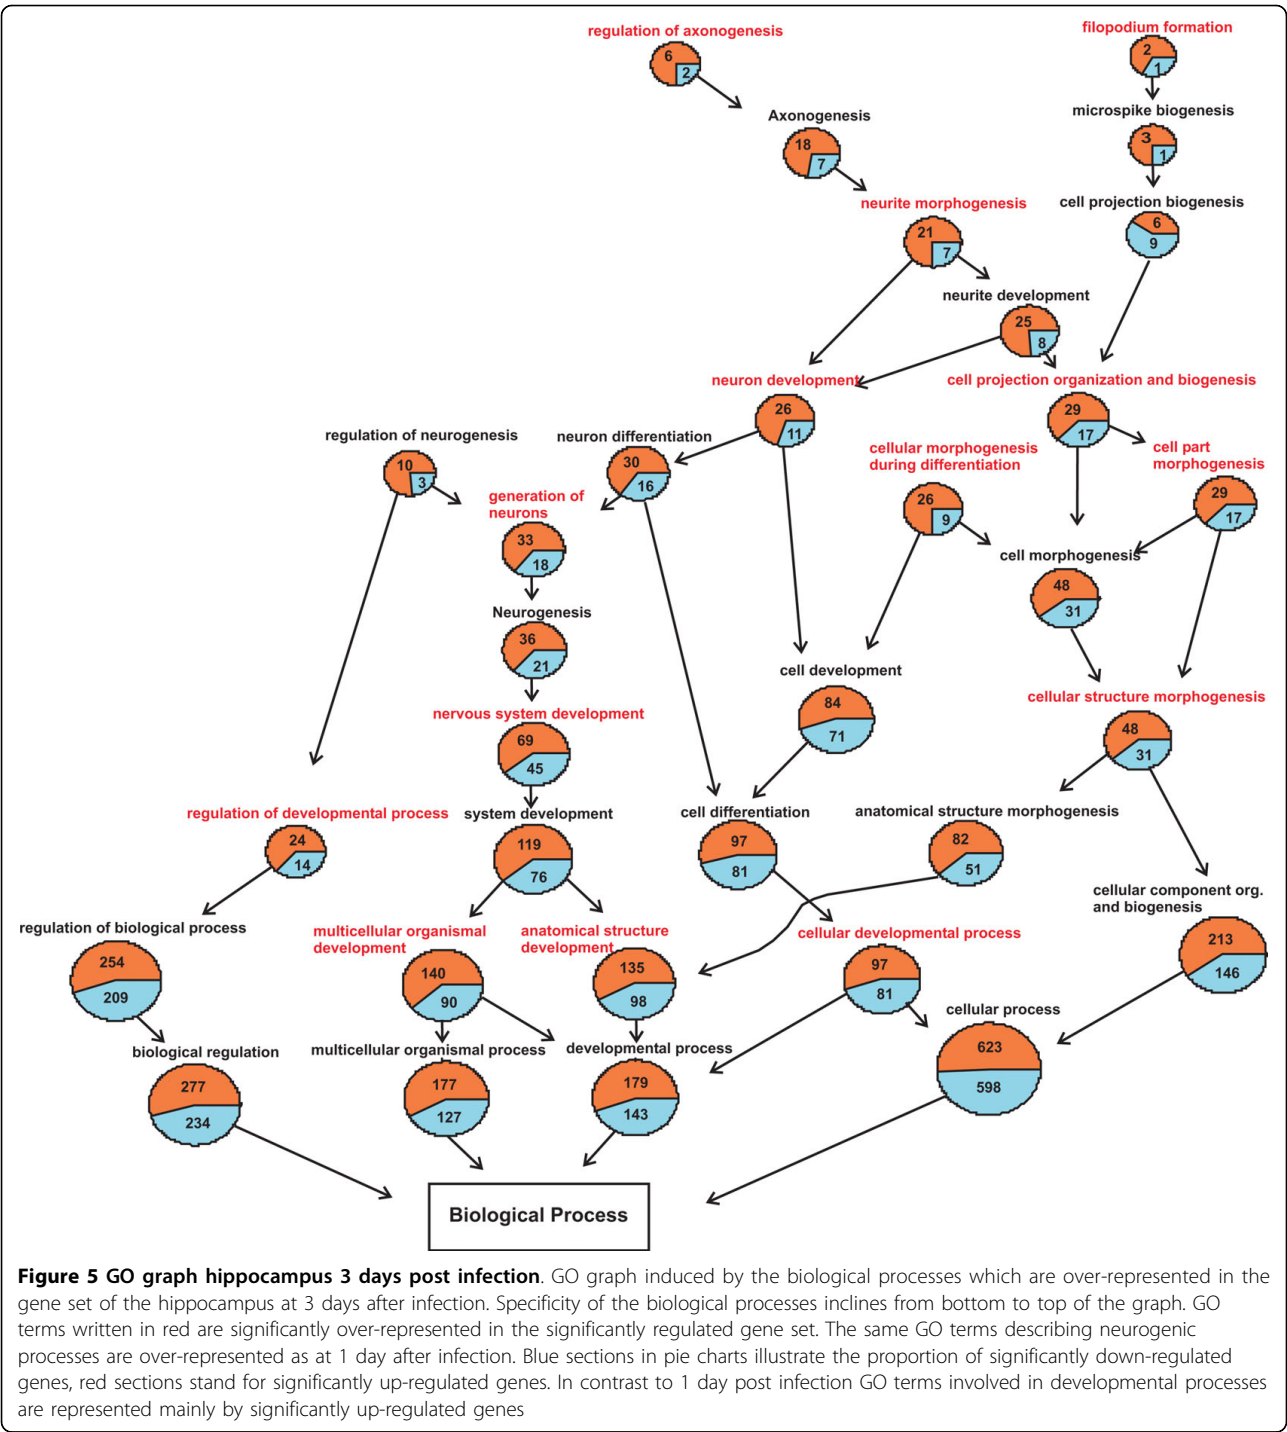 regulation of axonogenesis
6
2
filopodium formation
2
1
Axonogenesis
18
7
microspike biogenesis
3
1
neurite morphogenesis
21
7
cell projection biogenesis
6
9
neurite development
25
8
neuron development
26
11
cell projection organization and biogenesis
29
17
regulation of neurogenesis
10
3
neuron differentiation
30
16
cellular morphogenesis
during differentiation
26
9
cell part
morphogenesis
29
17
generation of
neurons
33
18
cell morphogenesis
48
31
Neurogenesis
36
21
cell development
84
71
cellular structure morphogenesis
48
31
nervous system development
69
45
regulation of developmental process
24
14
system development
119
76
cell differentiation
97
81
anatomical structure morphogenesis
82
51
cellular component org.
and biogenesis
213
146
regulation of biological process
254
209
multicellular organismal
development
140
90
anatomical structure
development
135
98
cellular developmental process
97
81
cellular process
623
598
biological regulation
277
234
multicellular organismal process
177
127
developmental process
179
143
Biological Process
Figure 5 GO graph hippocampus 3 days post infection. GO graph induced by the biological processes which are over-represented in the
gene set of the hippocampus at 3 days after infection. Specificity of the biological processes inclines from bottom to top of the graph. GO
terms written in red are significantly over-represented in the significantly regulated gene set. The same GO terms describing neurogenic
processes are over-represented as at 1 day after infection. Blue sections in pie charts illustrate the proportion of significantly down-regulated
genes, red sections stand for significantly up-regulated genes. In contrast to 1 day post infection GO terms involved in developmental processes
are represented mainly by significantly up-regulated genes